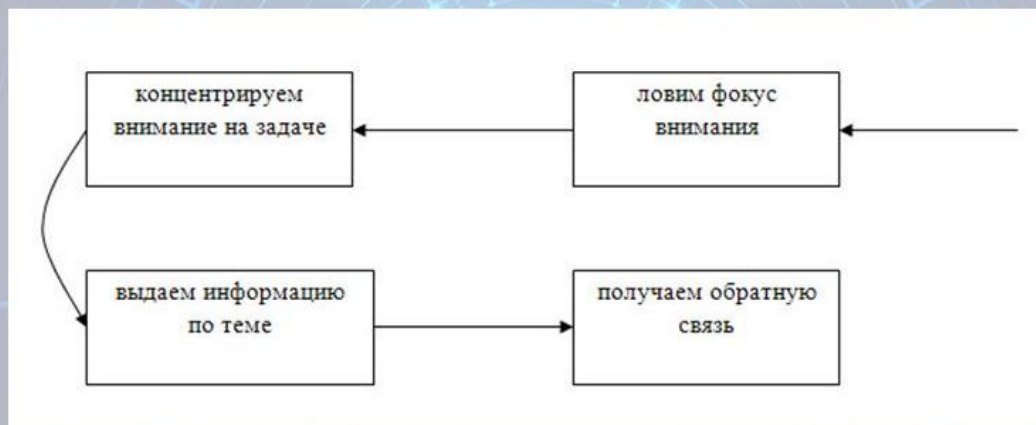 концентрируем
внимание на задаче
ловим фокус
внимания
выдаем информацию
по теме
получаем обратную
связь